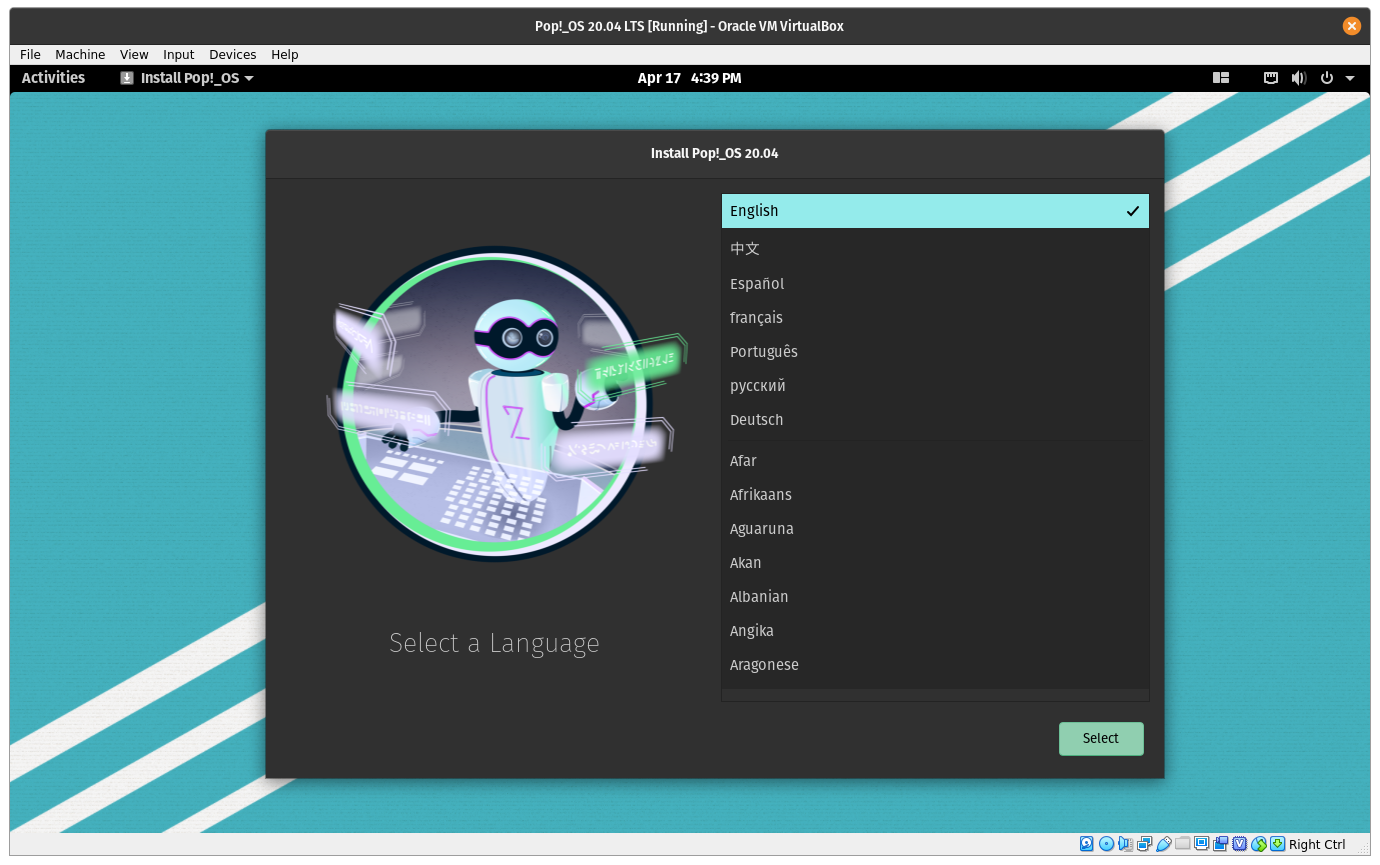 Pop!_OS 20.04 LTS [Running] - Oracle VM VirtualBox
File Machine View Input Devices Help
Activities Install Pop!_OS Apr 17 4:39 PM
Install Pop!_OS 20.04
English
中文
Español
français
Português
русский
Deutsch
Afar
Afrikaans
Aguaruna
Akan
Albanian
Angika
Aragonese
Select a Language
Select
Right Ctrl